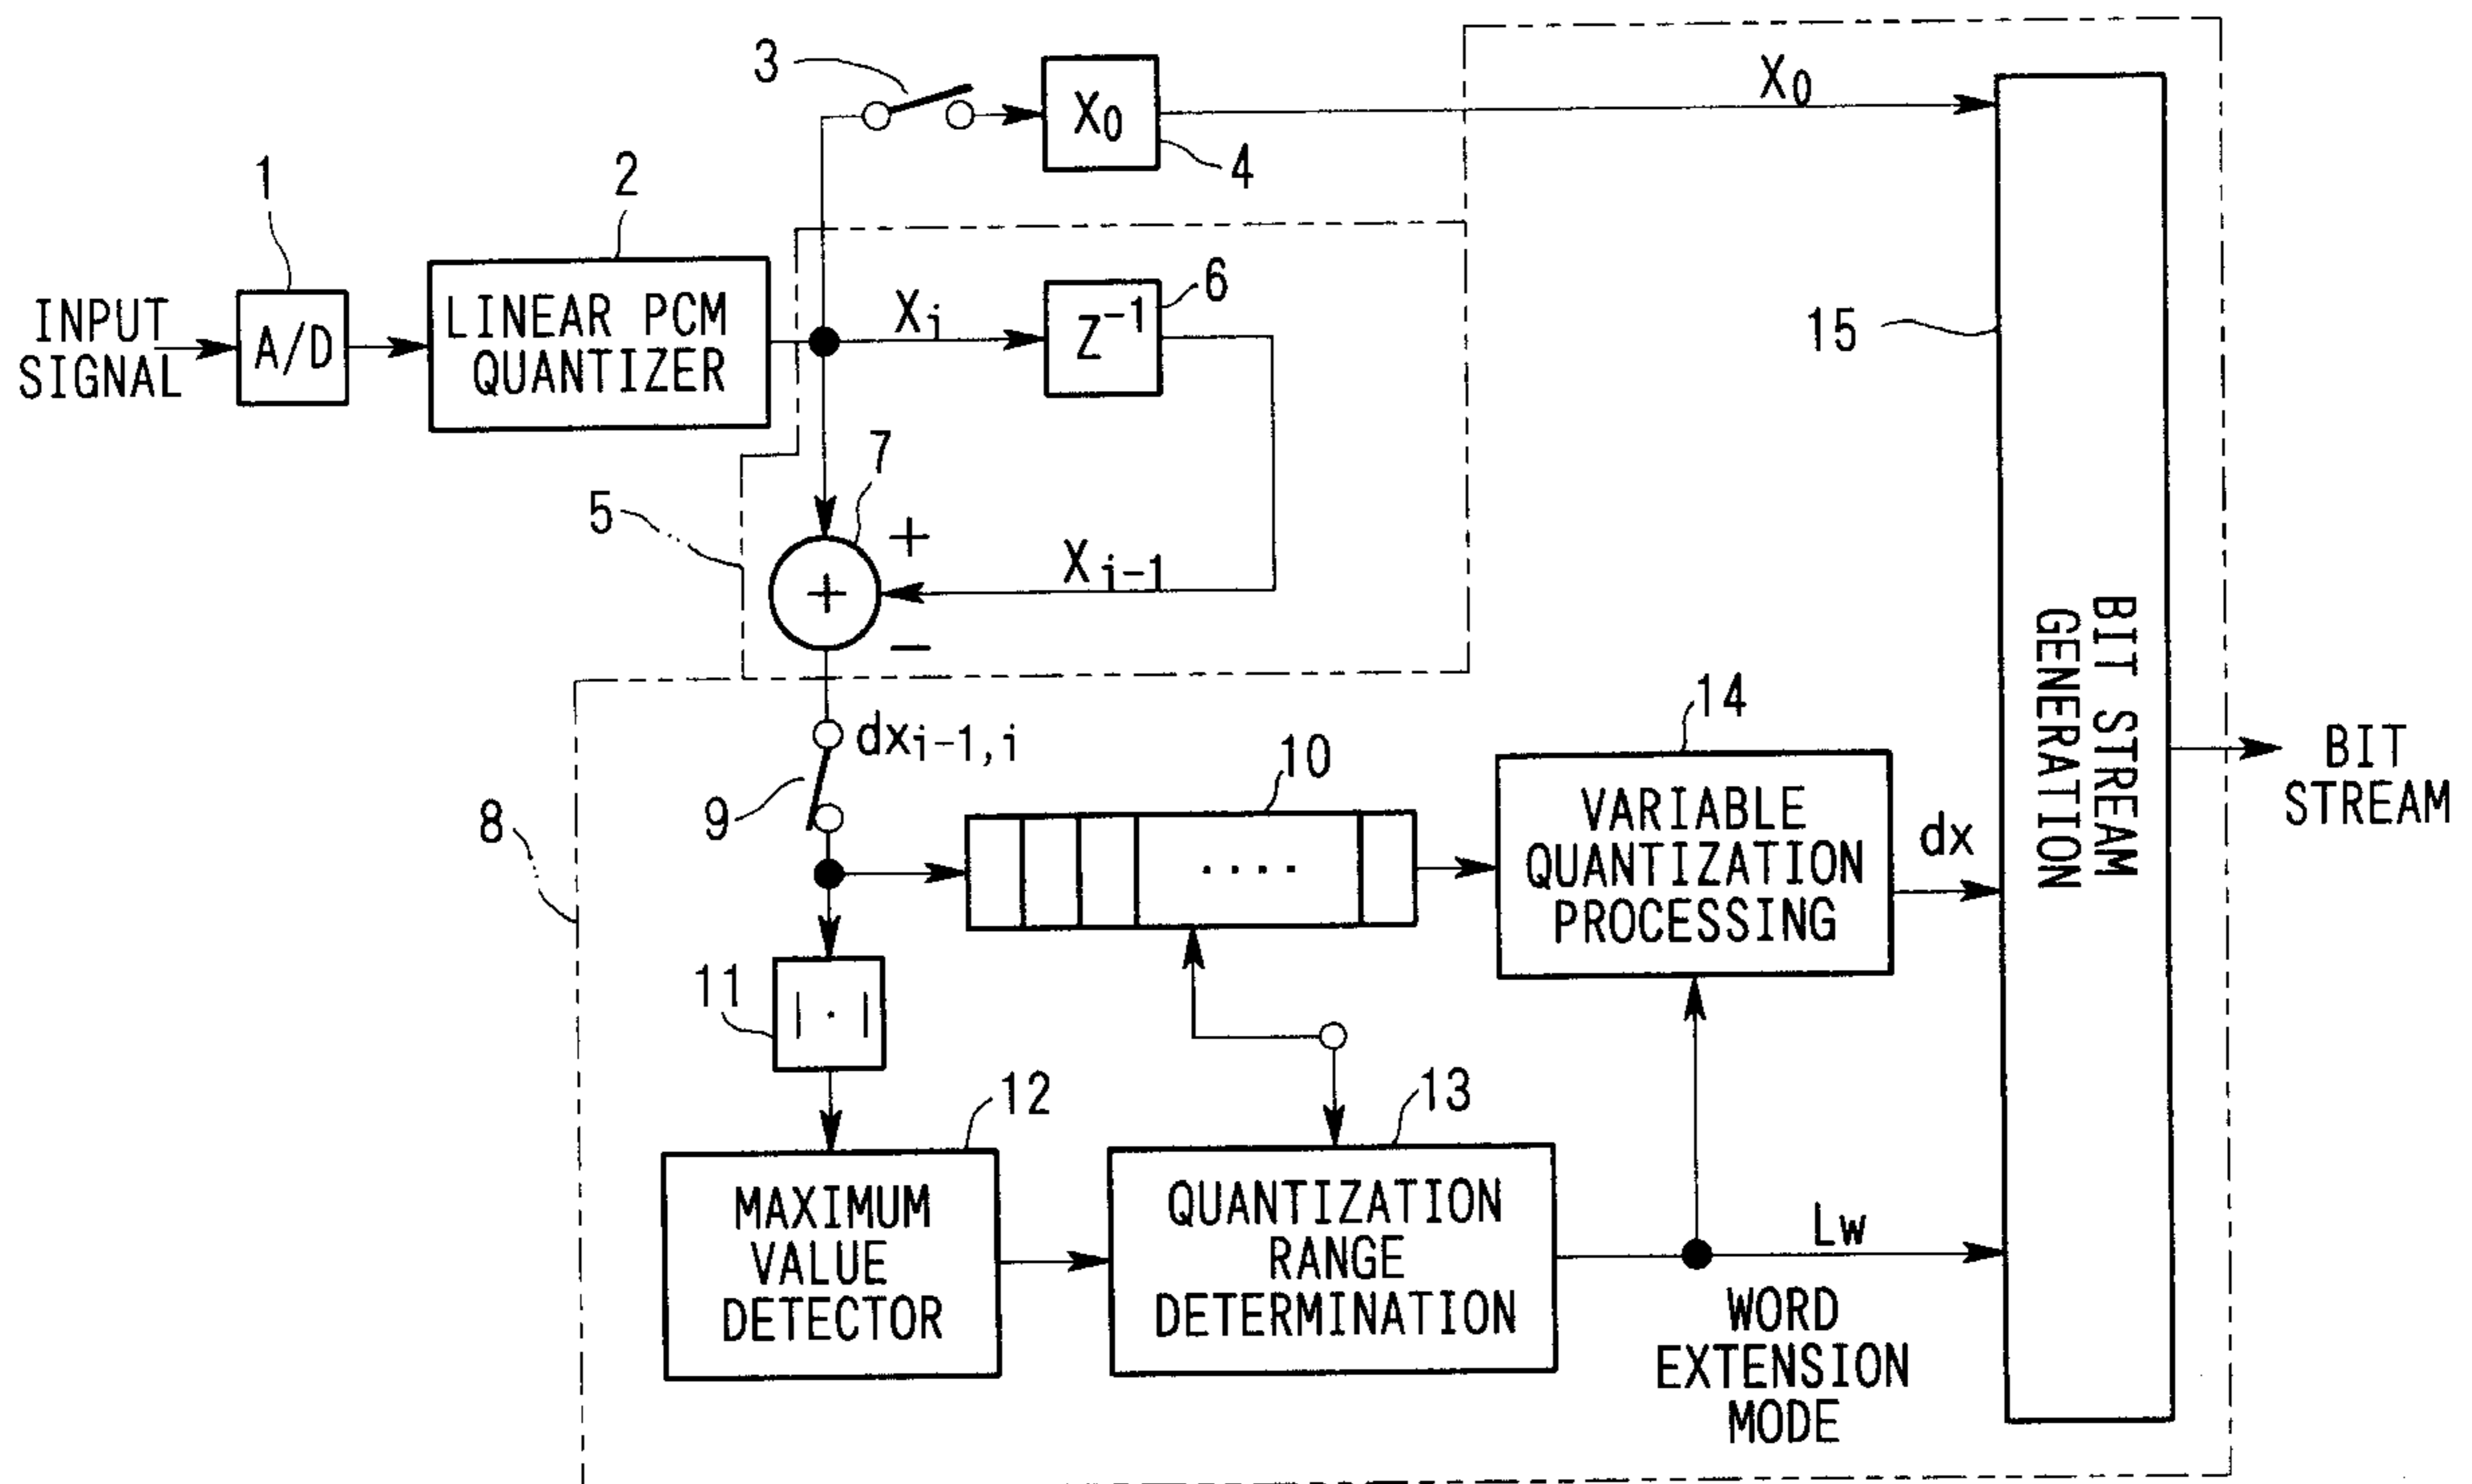 3
X0
4
X0
1
2
INPUT
SIGNAL
A/D
LINEAR PCM
QUANTIZER
Xi
Z-1
6
15
5
7
+
+
Xi-1
−
BIT STREAM
GENERATION
8
9
dxi-1,i
10
14
VARIABLE
QUANTIZATION
PROCESSING
dx
BIT
STREAM
11
|·|
12
MAXIMUM
VALUE
DETECTOR
13
QUANTIZATION
RANGE
DETERMINATION
Lw
WORD
EXTENSION
MODE